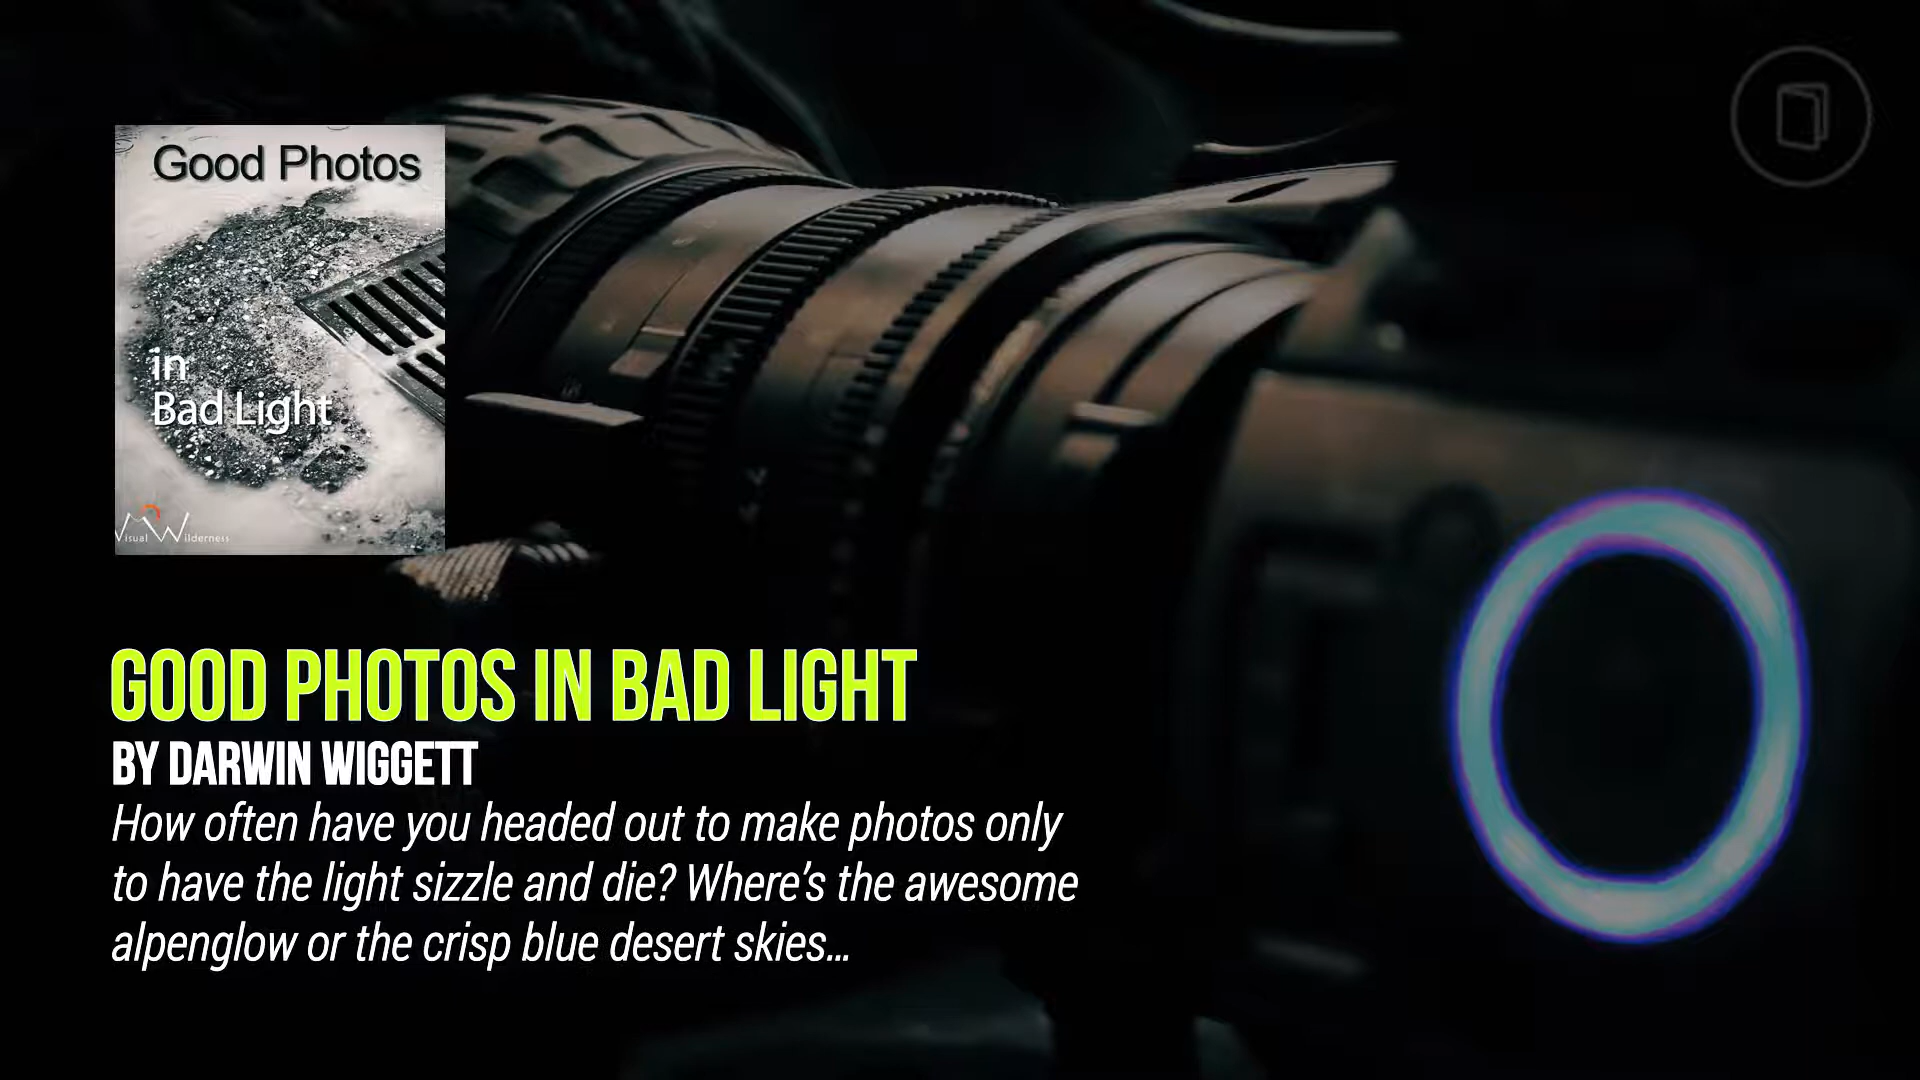 Good Photos
in
Bad Light
Visual Wilderness
GOOD PHOTOS IN BAD LIGHT
BY DARWIN WIGGETT
How often have you headed out to make photos only
to have the light sizzle and die? Where's the awesome
alpenglow or the crisp blue desert skies...